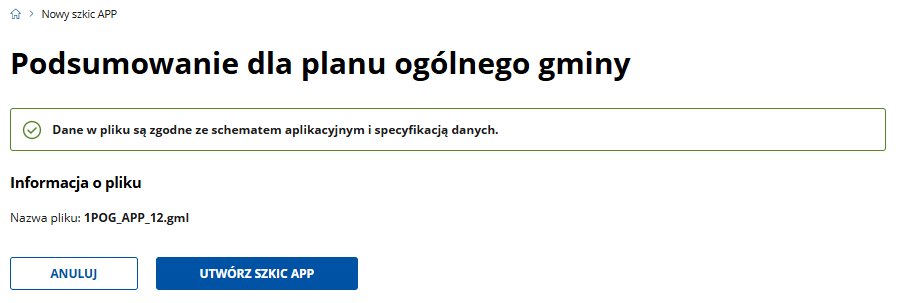 Nowy szkic APP
Podsumowanie dla planu ogólnego gminy
Dane w pliku są zgodne ze schematem aplikacyjnym i specyfikacją danych.
Informacja o pliku
Nazwa pliku: 1POG_APP_12.gml
ANULUJ UTWÓRZ SZKIC APP